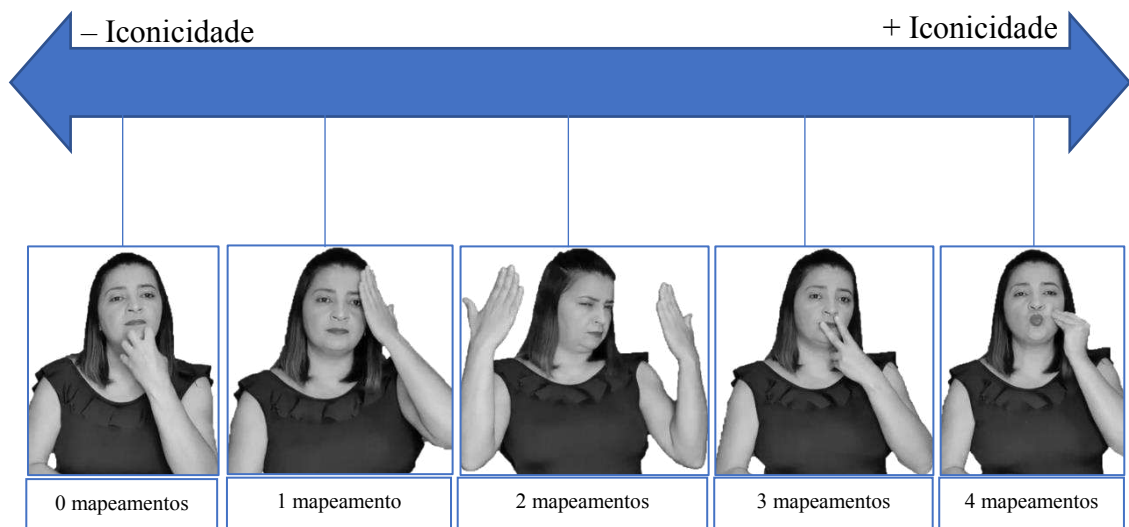 – Iconicidade
+ Iconicidade
0 mapeamentos
1 mapeamento
2 mapeamentos
3 mapeamentos
4 mapeamentos